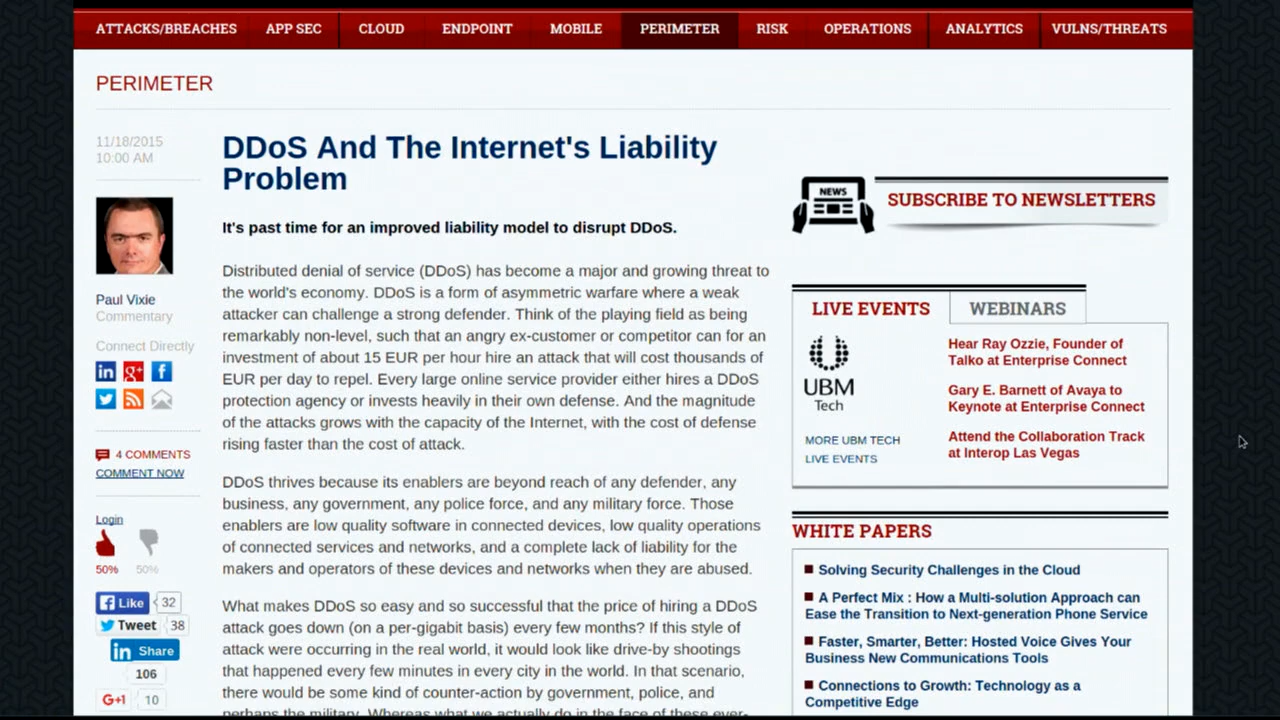 ATTACKS/BREACHES APP SEC CLOUD ENDPOINT MOBILE PERIMETER RISK OPERATIONS ANALYTICS VULNS/THREATS
PERIMETER
11/18/2015
10:00 AM
Paul Vixie
Commentary
Connect Directly
4 COMMENTS
COMMENT NOW
Login
50% 50%
Like 32
Tweet 38
in Share
106
G+1 10
DDoS And The Internet's Liability
Problem
It's past time for an improved liability model to disrupt DDoS.
Distributed denial of service (DDoS) has become a major and growing threat to
the world's economy. DDoS is a form of asymmetric warfare where a weak
attacker can challenge a strong defender. Think of the playing field as being
remarkably non-level, such that an angry ex-customer or competitor can for an
investment of about 15 EUR per hour hire an attack that will cost thousands of
EUR per day to repel. Every large online service provider either hires a DDoS
protection agency or invests heavily in their own defense. And the magnitude
of the attacks grows with the capacity of the Internet, with the cost of defense
rising faster than the cost of attack.
DDoS thrives because its enablers are beyond reach of any defender, any
business, any government, any police force, and any military force. Those
enablers are low quality software in connected devices, low quality operations
of connected services and networks, and a complete lack of liability for the
makers and operators of these devices and networks when they are abused.
What makes DDoS so easy and so successful that the price of hiring a DDoS
attack goes down (on a per-gigabit basis) every few months? If this style of
attack were occurring in the real world, it would look like drive-by shootings
that happened every few minutes in every city in the world. In that scenario,
there would be some kind of counter-action by government, police, and
perhaps the military. Whereas what we actually do in the face of these ever-
NEWS
SUBSCRIBE TO NEWSLETTERS
LIVE EVENTS WEBINARS
UBM
Tech
MORE UBM TECH
LIVE EVENTS
Hear Ray Ozzie, Founder of
Talko at Enterprise Connect
Gary E. Barnett of Avaya to
Keynote at Enterprise Connect
Attend the Collaboration Track
at Interop Las Vegas
WHITE PAPERS
Solving Security Challenges in the Cloud
A Perfect Mix : How a Multi-solution Approach can
Ease the Transition to Next-generation Phone Service
Faster, Smarter, Better: Hosted Voice Gives Your
Business New Communications Tools
Connections to Growth: Technology as a
Competitive Edge